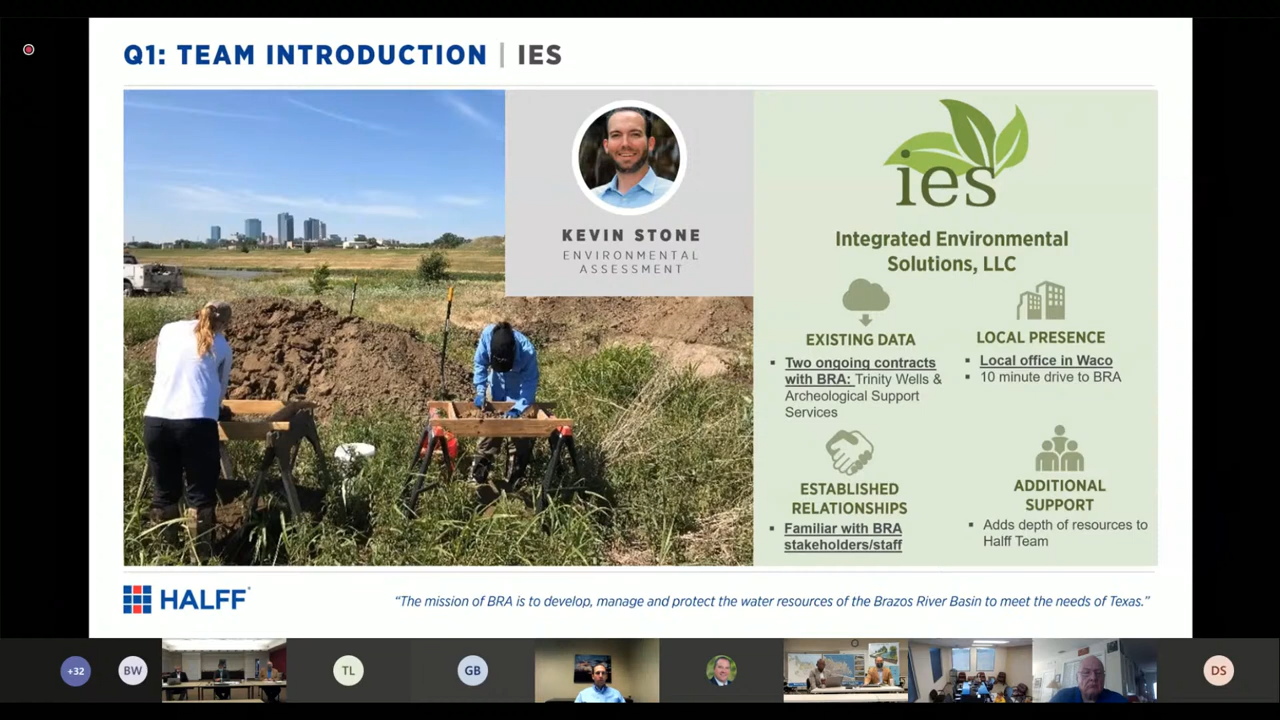 Q1: TEAM INTRODUCTION | IES
KEVIN STONE
ENVIRONMENTAL
ASSESSMENT
ies
Integrated Environmental
Solutions, LLC
EXISTING DATA
▪ Two ongoing contracts
with BRA: Trinity Wells &
Archeological Support
Services
LOCAL PRESENCE
▪ Local office in Waco
▪ 10 minute drive to BRA
ESTABLISHED
RELATIONSHIPS
▪ Familiar with BRA
stakeholders/staff
ADDITIONAL
SUPPORT
▪ Adds depth of resources to
Halff Team
HALFF
“The mission of BRA is to develop, manage and protect the water resources of the Brazos River Basin to meet the needs of Texas.”
+32
BW
TL
GB
DS